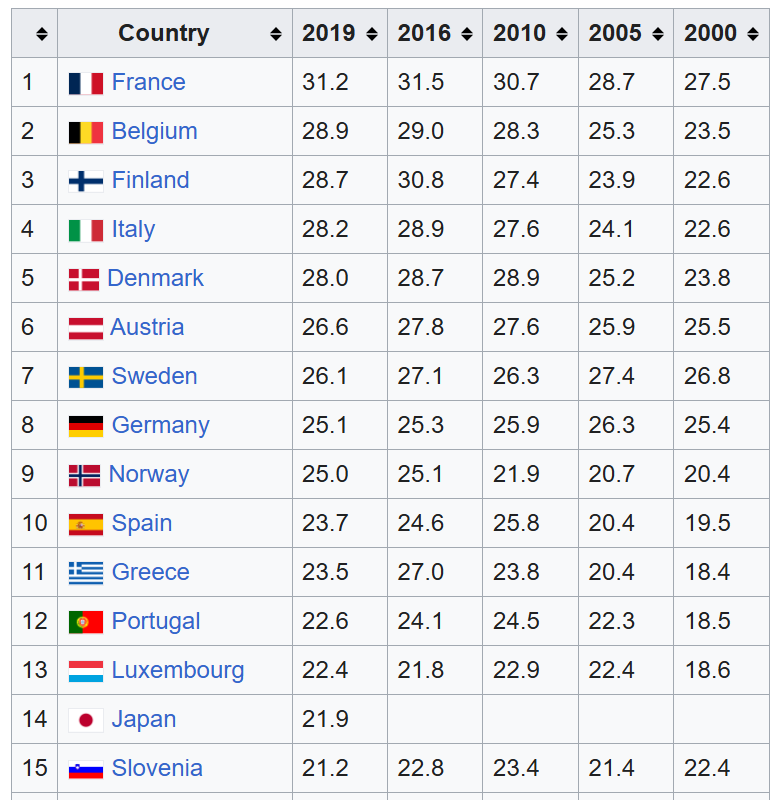 Country 2019 2016 2010 2005 2000
1 France 31.2 31.5 30.7 28.7 27.5
2 Belgium 28.9 29.0 28.3 25.3 23.5
3 Finland 28.7 30.8 27.4 23.9 22.6
4 Italy 28.2 28.9 27.6 24.1 22.6
5 Denmark 28.0 28.7 28.9 25.2 23.8
6 Austria 26.6 27.8 27.6 25.9 25.5
7 Sweden 26.1 27.1 26.3 27.4 26.8
8 Germany 25.1 25.3 25.9 26.3 25.4
9 Norway 25.0 25.1 21.9 20.7 20.4
10 Spain 23.7 24.6 25.8 20.4 19.5
11 Greece 23.5 27.0 23.8 20.4 18.4
12 Portugal 22.6 24.1 24.5 22.3 18.5
13 Luxembourg 22.4 21.8 22.9 22.4 18.6
14 Japan 21.9
15 Slovenia 21.2 22.8 23.4 21.4 22.4